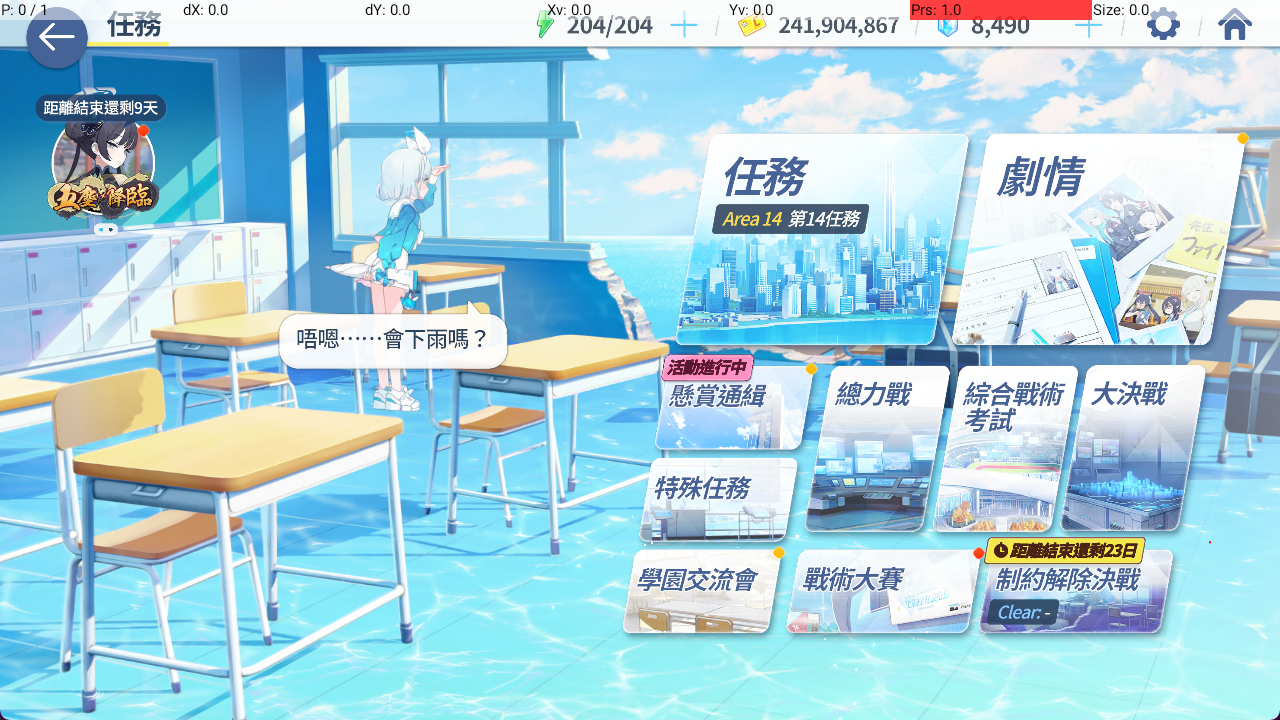 P: 0 / 1 dX: 0.0 dY: 0.0 Xv: 0.0 Yv: 0.0 Prs: 1.0 Size: 0.0
任務 204/204 241,904,867 8,490
距離結束還剩9天
五塵降臨
唔嗯……會下雨嗎？
任務
Area 14 第14任務
劇情
先生
ファイル
活動進行中
懸賞通緝
總力戰
綜合戰術
考試
大決戰
特殊任務
學園交流會
戰術大賽
距離結束還剩23日
制約解除決戰
Clear: -